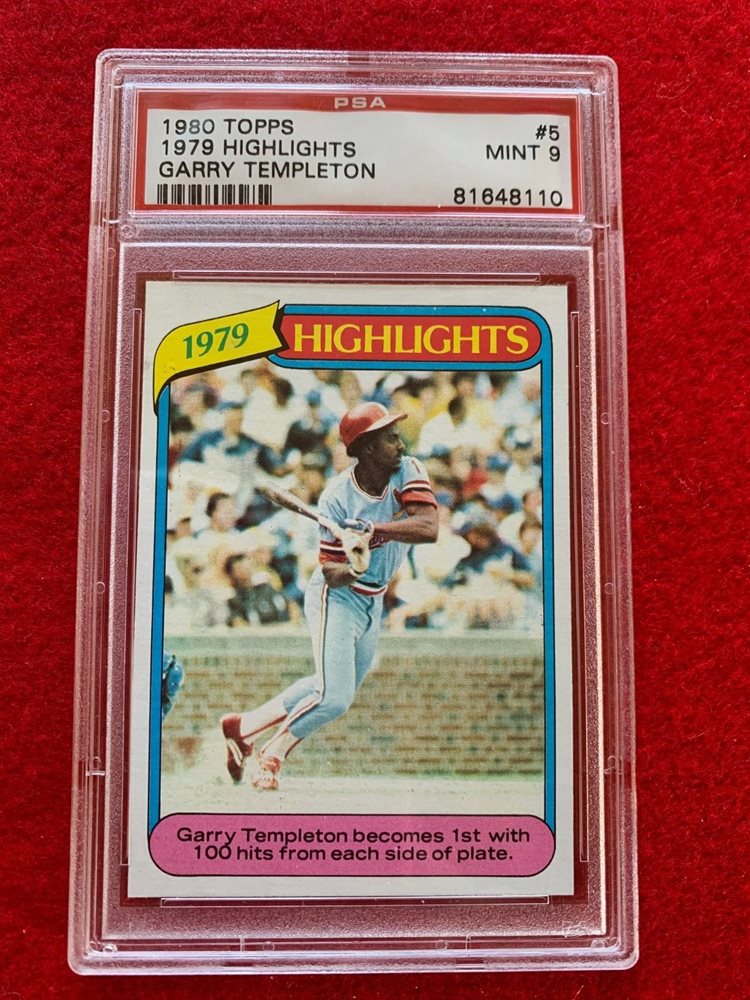 PSA
1980 TOPPS #5
1979 HIGHLIGHTS MINT 9
GARRY TEMPLETON
81648110
1979 HIGHLIGHTS
Garry Templeton becomes 1st with
100 hits from each side of plate.